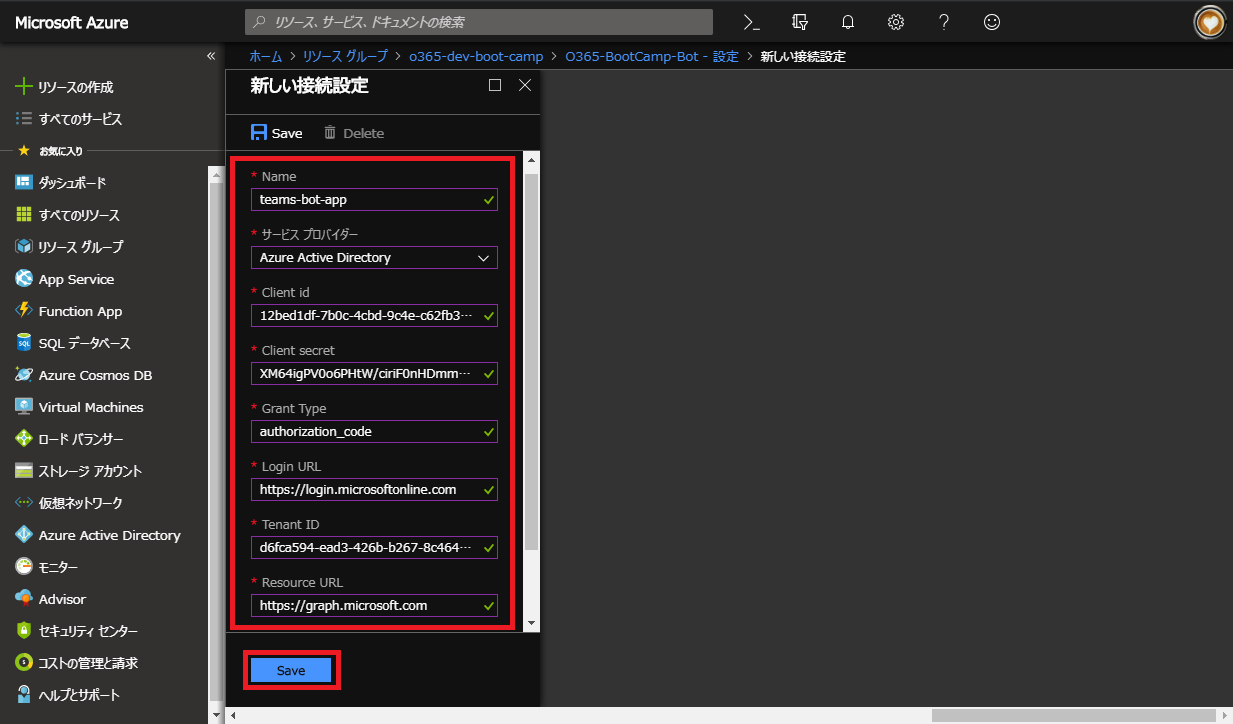 Microsoft Azure
リソース、サービス、ドキュメントの検索
ホーム > リソース グループ > o365-dev-boot-camp > O365-BootCamp-Bot - 設定 > 新しい接続設定
リソースの作成
すべてのサービス
お気に入り
ダッシュボード
すべてのリソース
リソース グループ
App Service
Function App
SQL データベース
Azure Cosmos DB
Virtual Machines
ロード バランサー
ストレージ アカウント
仮想ネットワーク
Azure Active Directory
モニター
Advisor
セキュリティ センター
コストの管理と請求
ヘルプとサポート
新しい接続設定
Save Delete
* Name
teams-bot-app
* サービス プロバイダー
Azure Active Directory
* Client id
12bed1df-7b0c-4cbd-9c4e-c62fb3···
* Client secret
XM64igPV0o6PHtW/ciriF0nHDmm···
* Grant Type
authorization_code
* Login URL
https://login.microsoftonline.com
* Tenant ID
d6fca594-ead3-426b-b267-8c464···
* Resource URL
https://graph.microsoft.com
Save